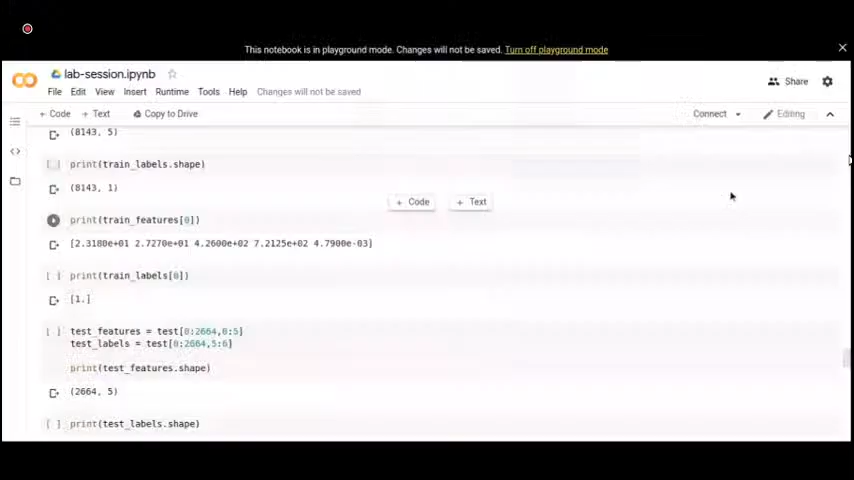 This notebook is in playground mode. Changes will not be saved. Turn off playground mode
lab-session.ipynb
Share
File Edit View Insert Runtime Tools Help Changes will not be saved
+ Code + Text Copy to Drive
Connect
Editing
(8143, 5)
[ ] print(train_labels.shape)
(8143, 1)
+ Code + Text
print(train_features[0])
[2.3180e+01 2.7270e+01 4.2600e+02 7.2125e+02 4.7900e-03]
[ ] print(train_labels[0])
[1.]
[ ] test_features = test[0:2664,0:5]
test_labels = test[0:2664,5:6]
print(test_features.shape)
(2664, 5)
[ ] print(test_labels.shape)